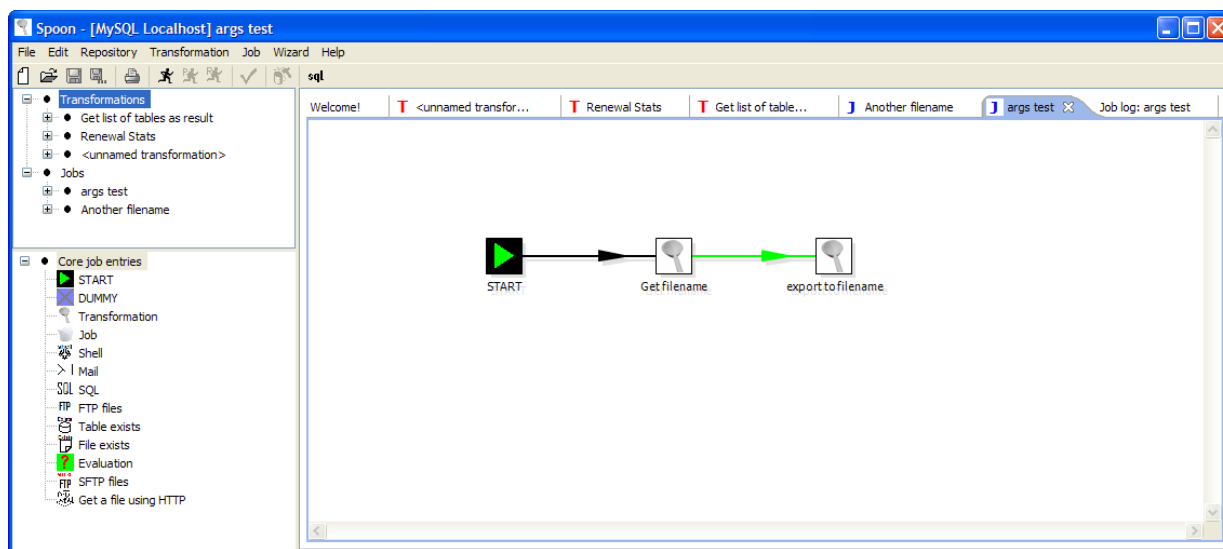 Spoon - [MySQL Localhost] args test
File Edit Repository Transformation Job Wizard Help
sql
Transformations
Get list of tables as result
Renewal Stats
<unnamed transformation>
Jobs
args test
Another filename
Core job entries
START
DUMMY
Transformation
Job
Shell
Mail
SQL SQL
FTP FTP files
Table exists
File exists
? Evaluation
FTP SFTP files
Get a file using HTTP
Welcome! T <unnamed transfor... T Renewal Stats T Get list of table... J Another filename J args test Job log: args test
START Get filename export to filename